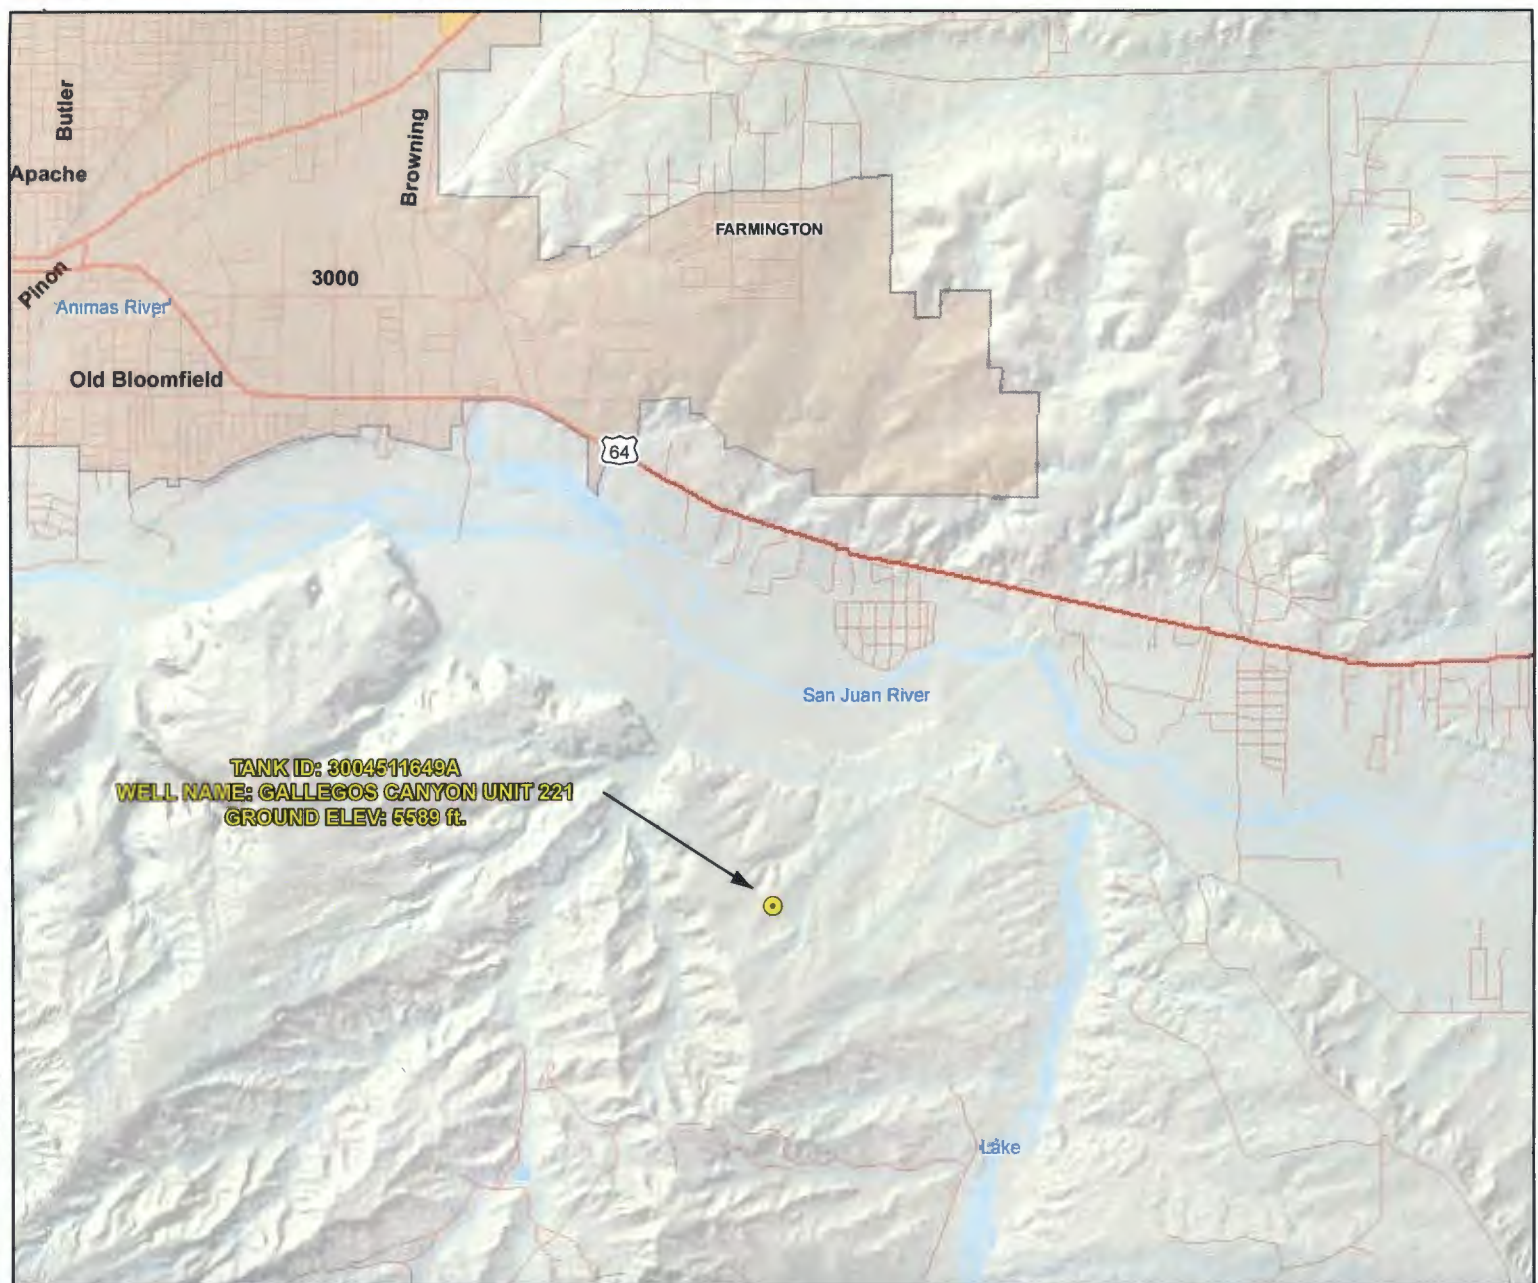 Butler
Browning
Apache
FARMINGTON
Pinon
3000
Animas River
Old Bloomfield
64
San Juan River
TANK ID: 3004511649A
WELL NAME: GALLEGOS CANYON UNIT 221
GROUND ELEV: 5589 ft.
Lake